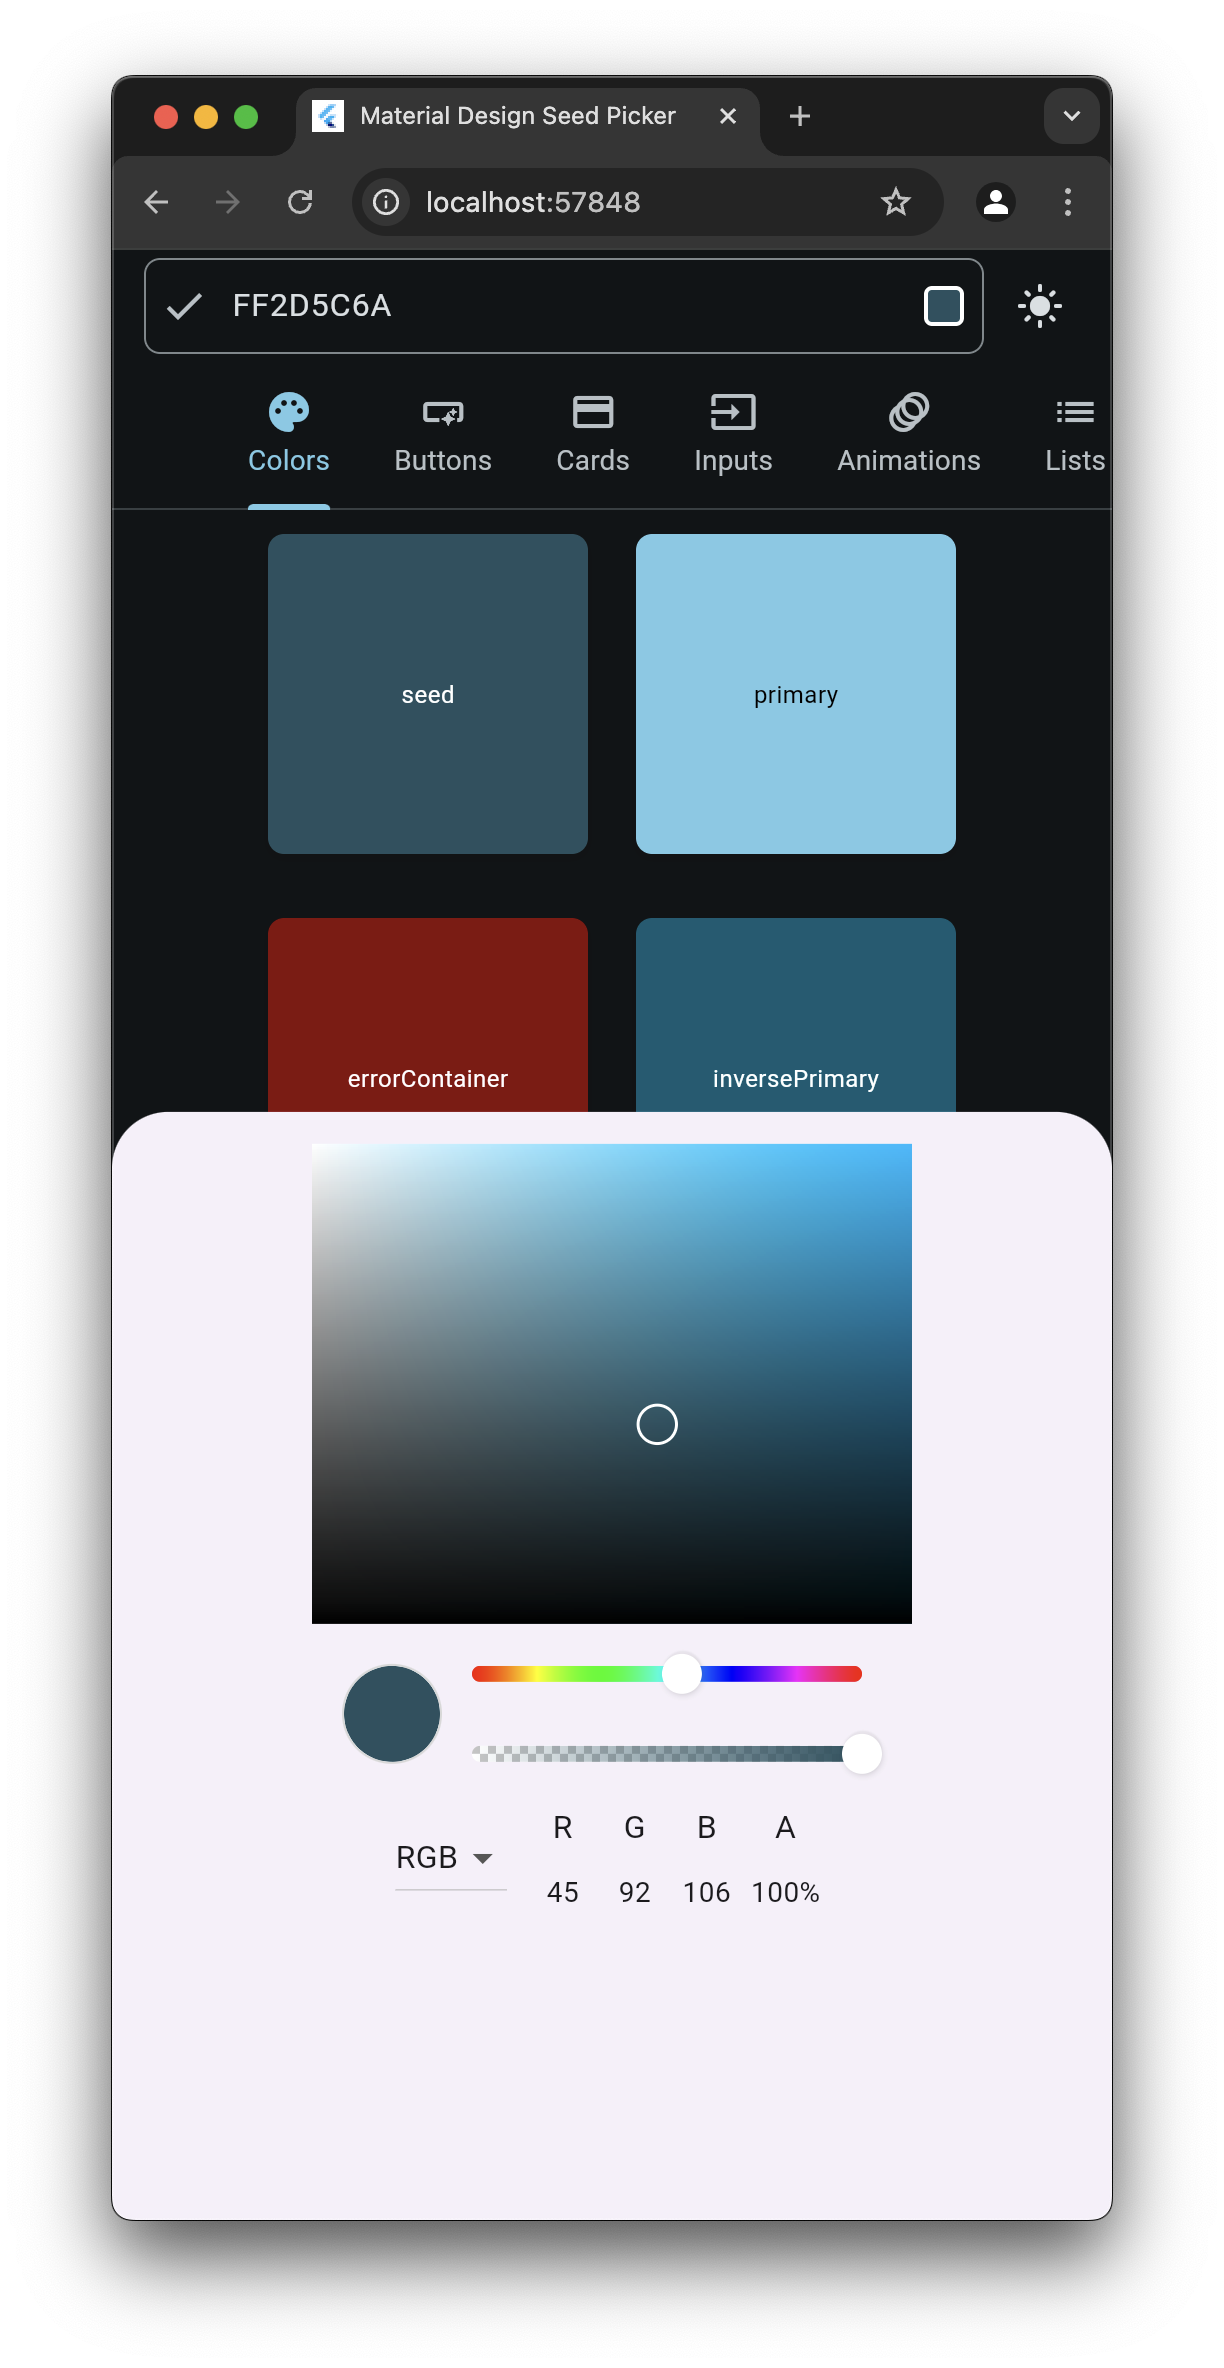 Material Design Seed Picker
localhost:57848
FF2D5C6A
Colors
Buttons
Cards
Inputs
Animations
Lists
seed
primary
errorContainer
inversePrimary
R G B A
RGB
45 92 106 100%